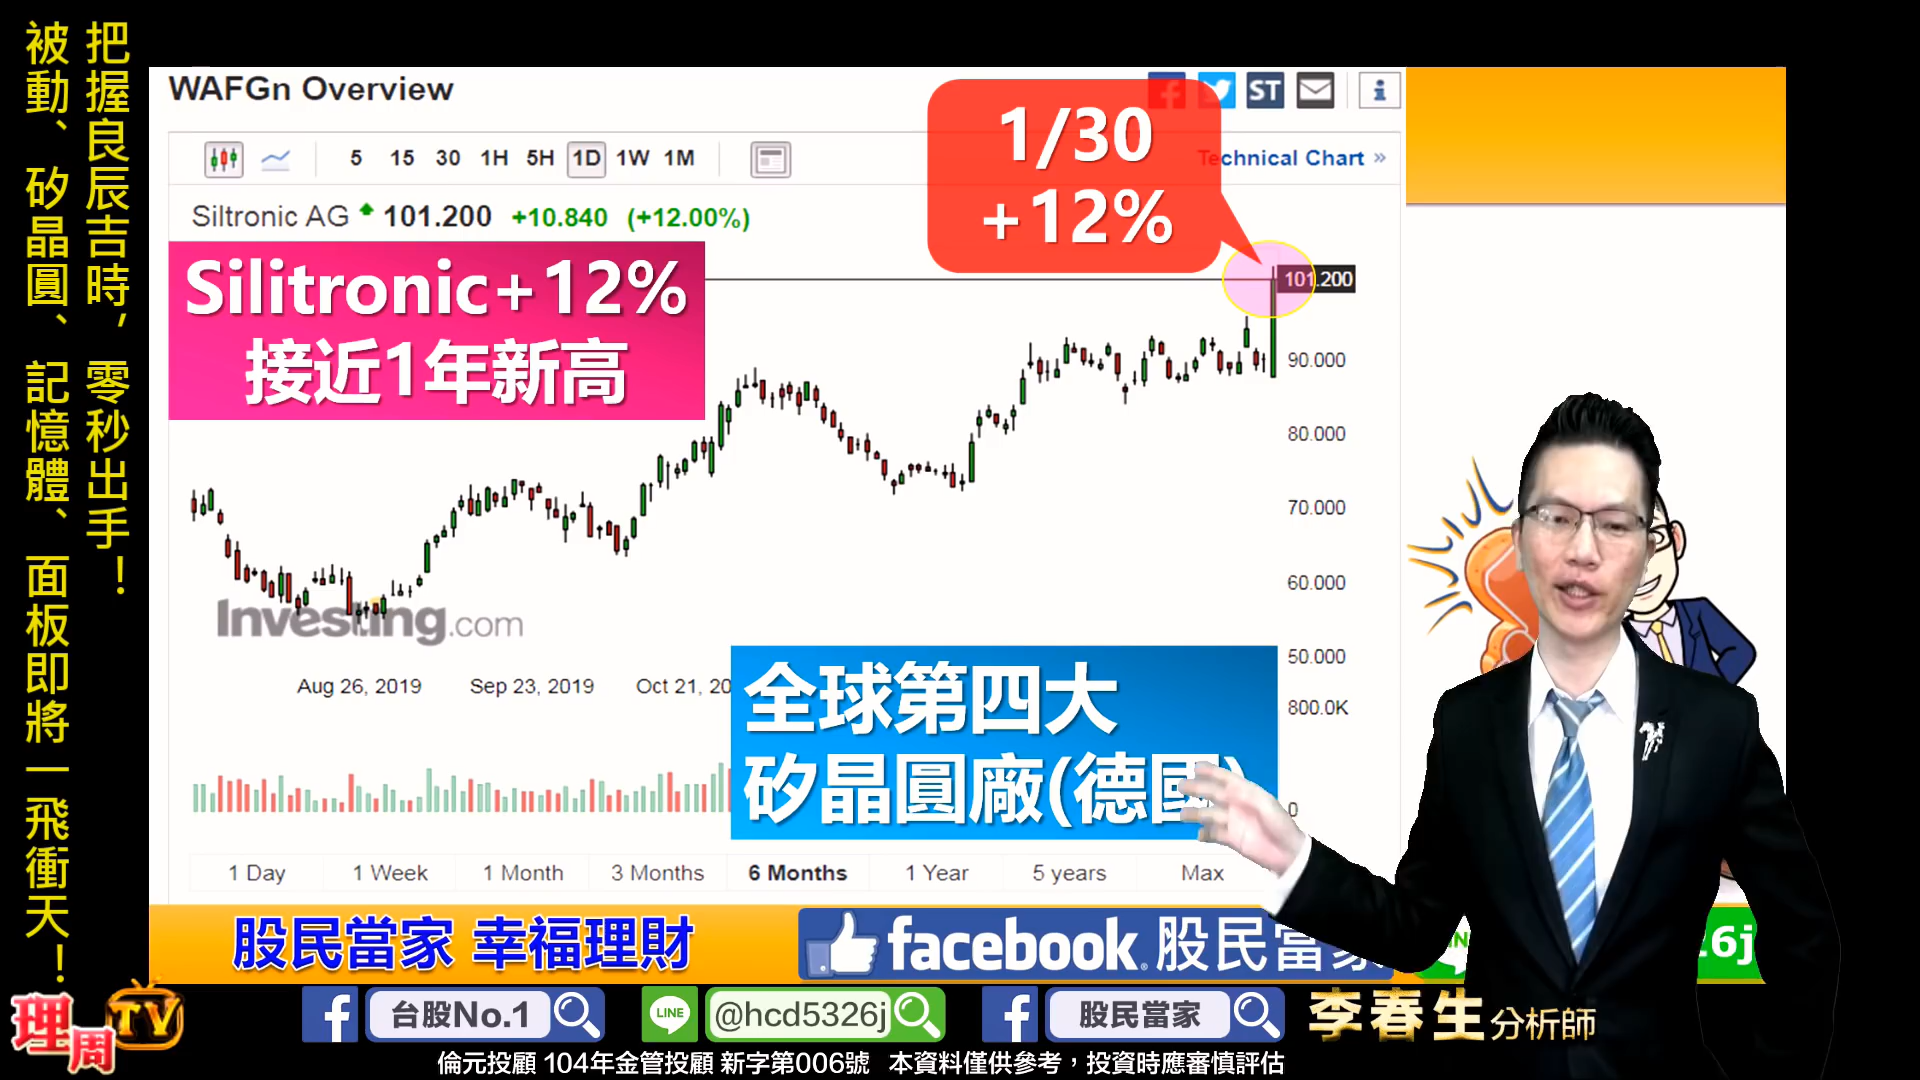 把握良辰吉時，零秒出手！
被動、矽晶圓、記憶體、面板即將一飛衝天！
WAFGn Overview
ST
5 15 30 1H 5H 1D 1W 1M
Technical Chart »
1/30
+12%
Siltronic AG 101.200 +10.840 (+12.00%)
Silitronic+12%
接近1年新高
101.200
90.000
80.000
70.000
60.000
50.000
800.0K
0
Investing.com
Aug 26, 2019 Sep 23, 2019 Oct 21, 20
全球第四大
矽晶圓廠(德國)
1 Day 1 Week 1 Month 3 Months 6 Months 1 Year 5 years Max
股民當家 幸福理財
facebook 股民當家
26j
理周TV
台股No.1
LINE
@hcd5326j
股民當家
李春生分析師
倫元投顧 104年金管投顧 新字第006號 本資料僅供參考，投資時應審慎評估